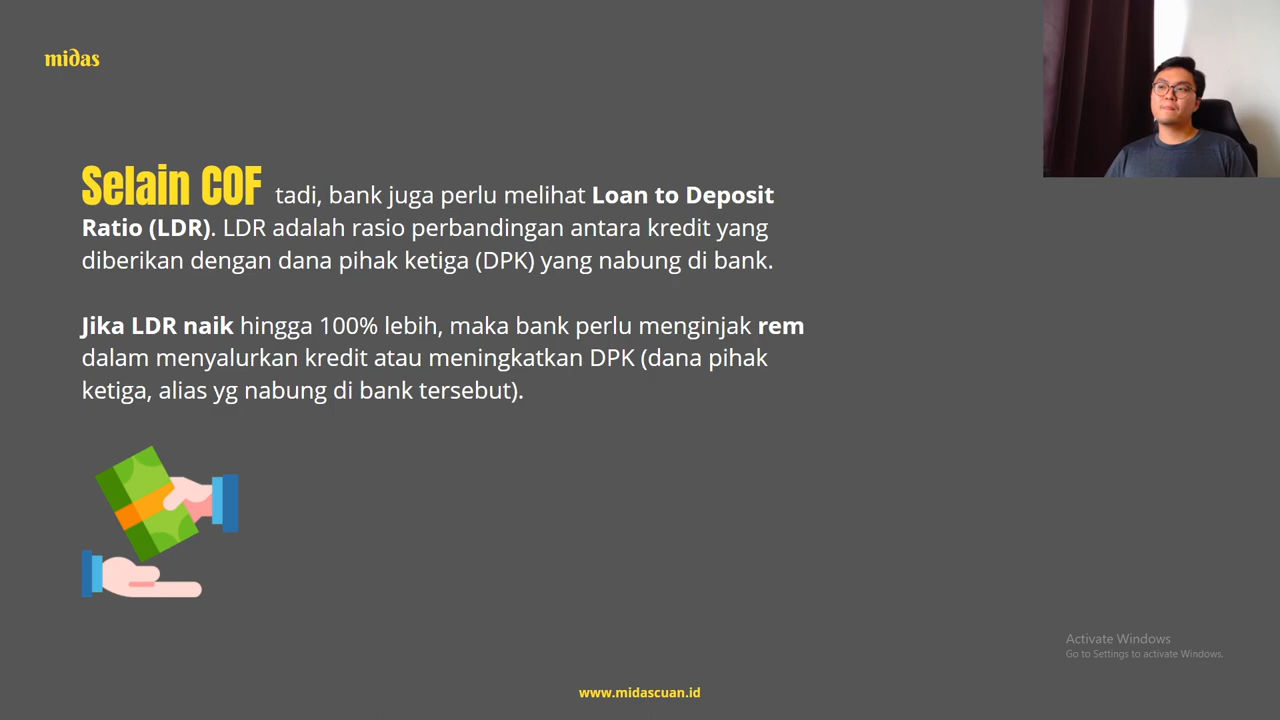 midas
Selain COF tadi, bank juga perlu melihat Loan to Deposit
Ratio (LDR). LDR adalah rasio perbandingan antara kredit yang
diberikan dengan dana pihak ketiga (DPK) yang nabung di bank.
Jika LDR naik hingga 100% lebih, maka bank perlu menginjak rem
dalam menyalurkan kredit atau meningkatkan DPK (dana pihak
ketiga, alias yg nabung di bank tersebut).
Activate Windows
Go to Settings to activate Windows.
www.midascuan.id